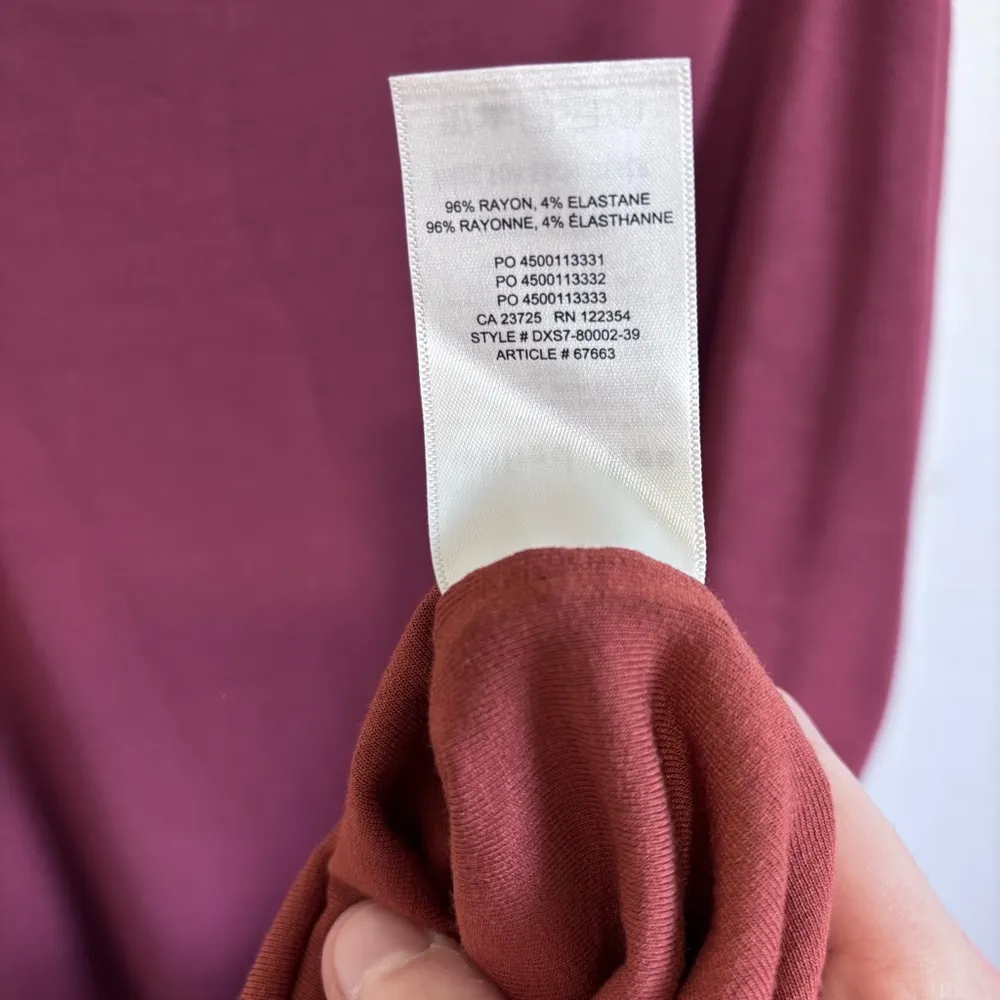 96% RAYON, 4% ELASTANE
96% RAYONNE, 4% ÉLASTHANNE
PO 4500113331
PO 4500113332
PO 4500113333
CA 23725 RN 122354
STYLE # DXS7-80002-39
ARTICLE # 67663